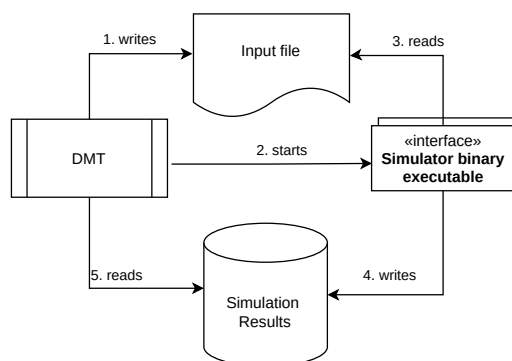 1. writes
Input file
3. reads
DMT
2. starts
«interface»
Simulator binary
executable
5. reads
Simulation
Results
4. writes